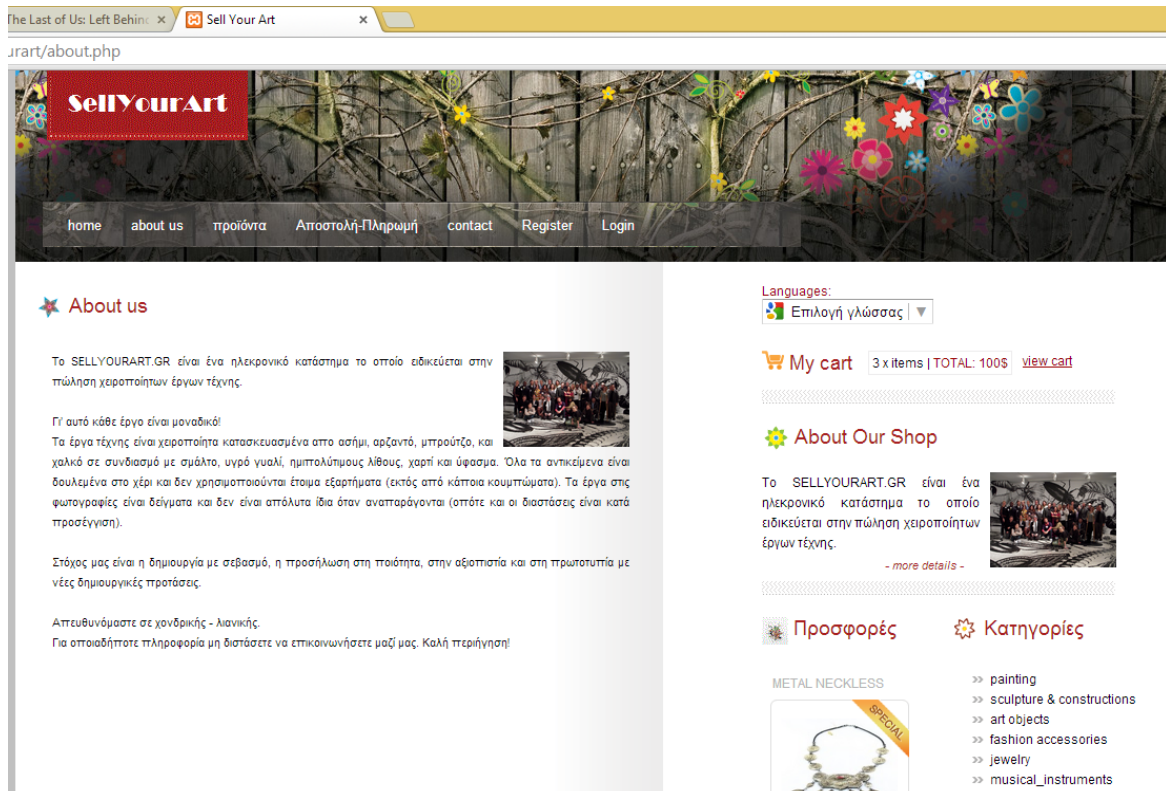 The Last of Us: Left Behin
Sell Your Art
urart/about.php
SellYourArt
home about us προϊόντα Αποστολή-Πληρωμή contact Register Login
About us
Το SELLYOURART.GR είναι ένα ηλεκρονικό κατάστημα το οποίο ειδικεύεται στην
πώληση χειροποίητων έργων τέχνης.
Γι' αυτό κάθε έργο είναι μοναδικό!
Τα έργα τέχνης είναι χειροποίητα κατασκευασμένα απο ασήμι, αρζαντό, μπρούτζο, και
χαλκό σε συνδιασμό με σμάλτο, υγρό γυαλί, ημιπολύτιμους λίθους, χαρτί και ύφασμα. Όλα τα αντικείμενα είναι
δουλεμένα στο χέρι και δεν χρησιμοποιούνται έτοιμα εξαρτήματα (εκτός από κάποια κουμπώματα). Τα έργα στις
φωτογραφίες είναι δείγματα και δεν είναι απόλυτα ίδια όταν αναπαράγονται (οπότε και οι διαστάσεις είναι κατά
προσέγγιση).
Στόχος μας είναι η δημιουργία με σεβασμό, η προσήλωση στη ποιότητα, στην αξιοπιστία και στη πρωτοτυπία με
νέες δημιουργικές προτάσεις.
Απευθυνόμαστε σε χονδρικής - λιανικής.
Για οποιαδήποτε πληροφορία μη διστάσετε να επικοινωνήσετε μαζί μας. Καλή περιήγηση!
Languages:
Επιλογή γλώσσας
My cart 3 x items | TOTAL: 100$ view cart
About Our Shop
Το SELLYOURART.GR είναι ένα
ηλεκρονικό κατάστημα το οποίο
ειδικεύεται στην πώληση χειροποίητων
έργων τέχνης.
- more details -
Προσφορές
METAL NECKLESS
SPECIAL
Κατηγορίες
painting
sculpture & constructions
art objects
fashion accessories
jewelry
musical_instruments